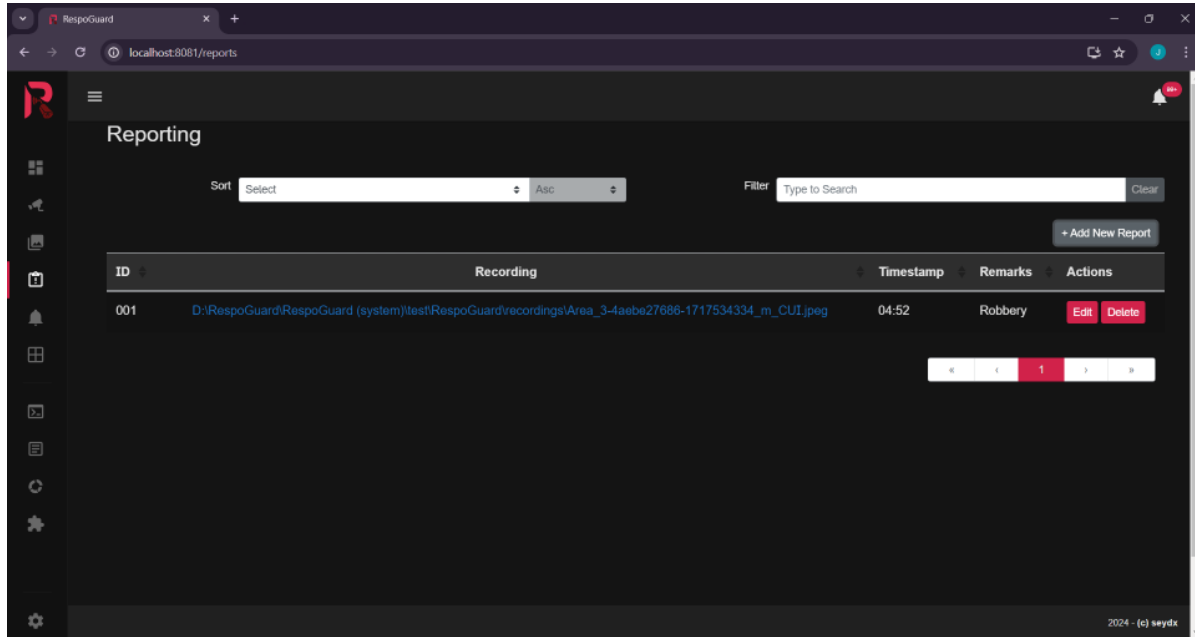 RespoGuard
localhost:8081/reports
J
99+
Reporting
Sort Select Asc Filter Type to Search Clear
+ Add New Report
ID Recording Timestamp Remarks Actions
001 D:\RespoGuard\RespoGuard (system)\test\RespoGuard\recordings\Area_3-4aebe27686-1717534334_m_CUI.jpeg 04:52 Robbery Edit Delete
« ‹ 1 › »
2024 - (c) seydx